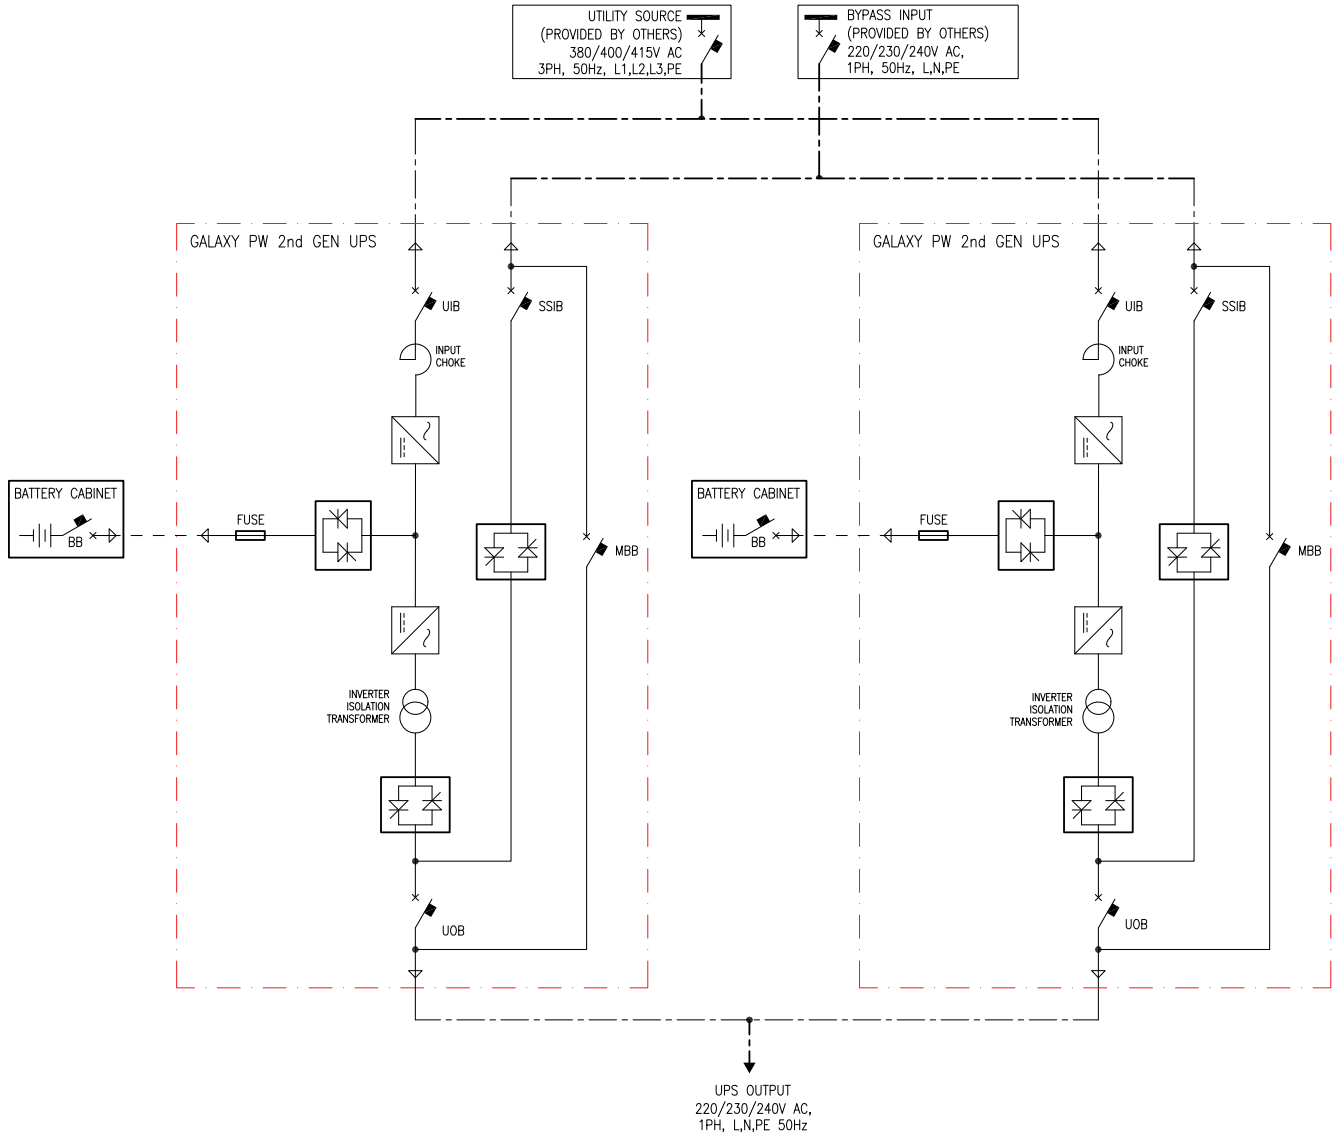 UTILITY SOURCE
(PROVIDED BY OTHERS)
380/400/415V AC
3PH, 50Hz, L1,L2,L3,PE
BYPASS INPUT
(PROVIDED BY OTHERS)
220/230/240V AC,
1PH, 50Hz, L,N,PE
GALAXY PW 2nd GEN UPS
UIB
SSIB
INPUT
CHOKE
BATTERY CABINET
BB
FUSE
MBB
INVERTER
ISOLATION
TRANSFORMER
UOB
GALAXY PW 2nd GEN UPS
UIB
SSIB
INPUT
CHOKE
BATTERY CABINET
BB
FUSE
MBB
INVERTER
ISOLATION
TRANSFORMER
UOB
UPS OUTPUT
220/230/240V AC,
1PH, L,N,PE 50Hz